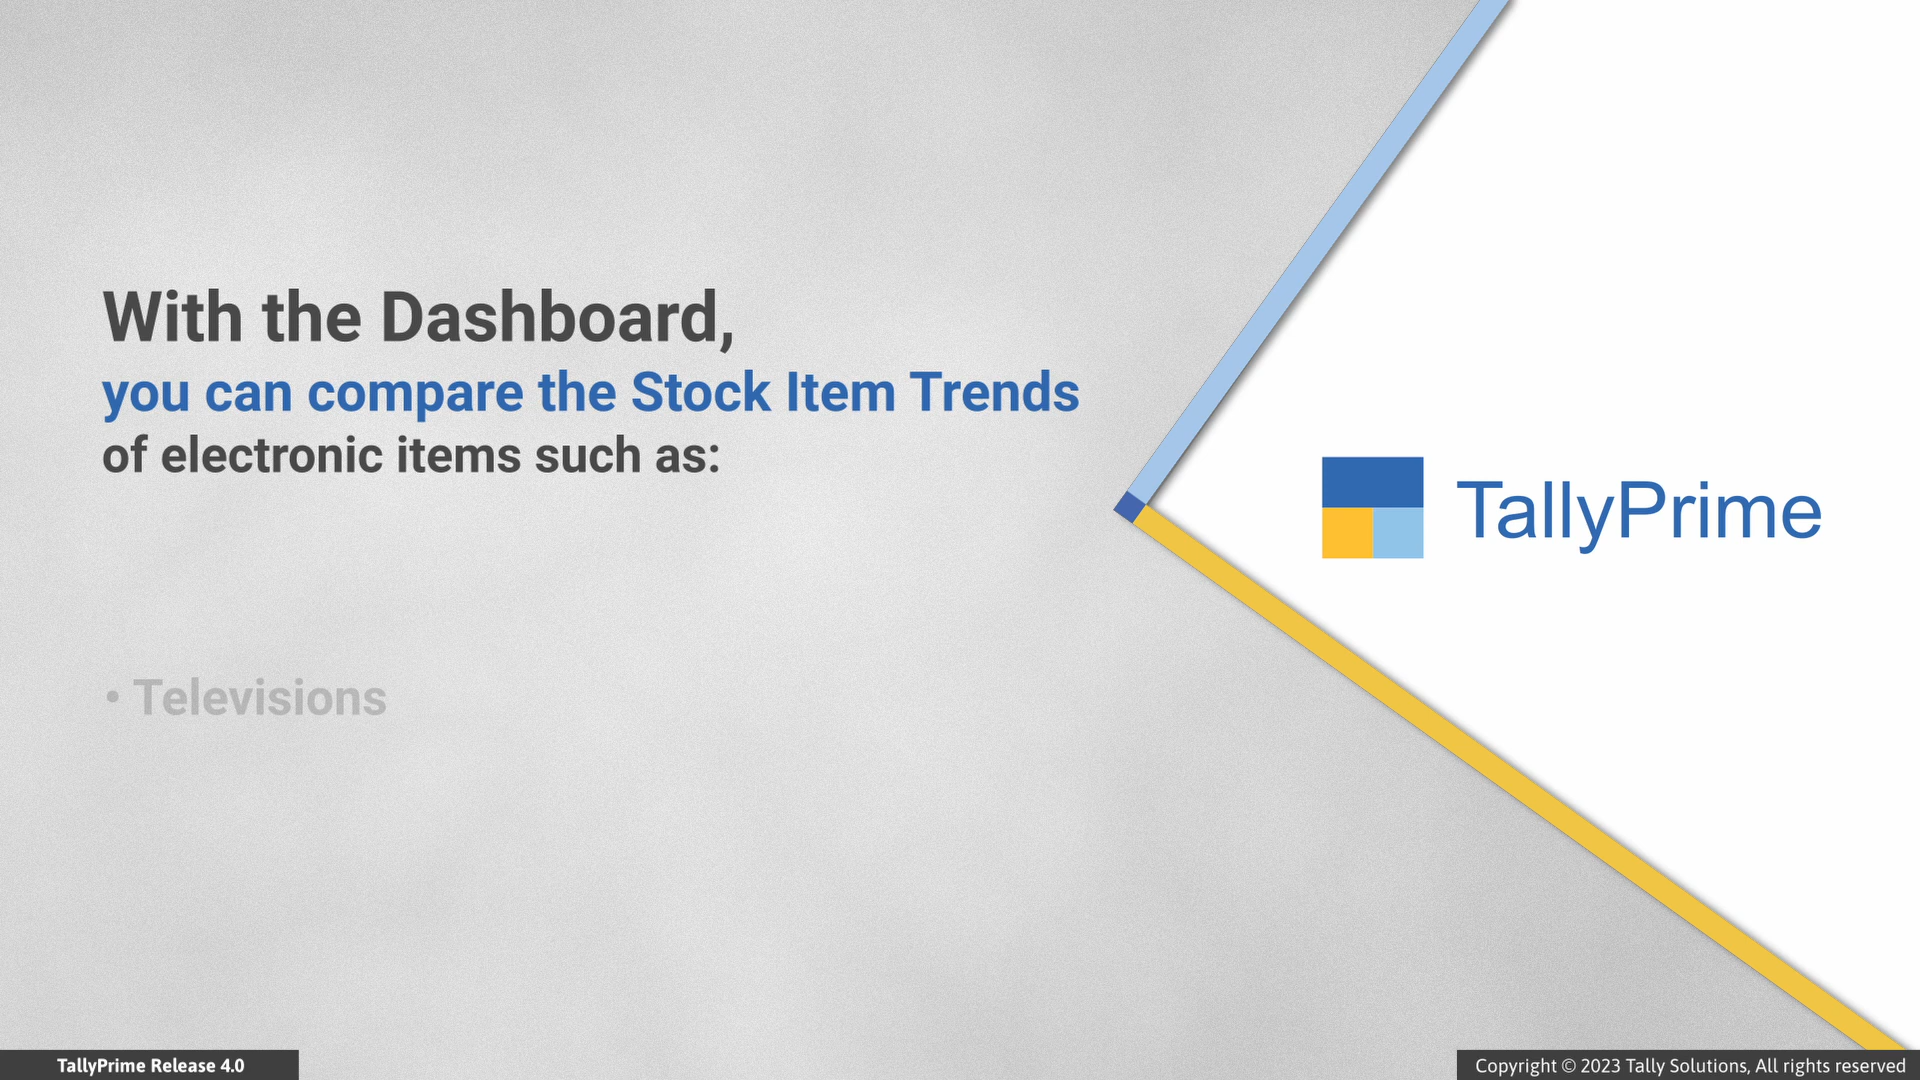 With the Dashboard,
you can compare the Stock Item Trends
of electronic items such as:
• Televisions
TallyPrime
TallyPrime Release 4.0
Copyright © 2023 Tally Solutions, All rights reserved